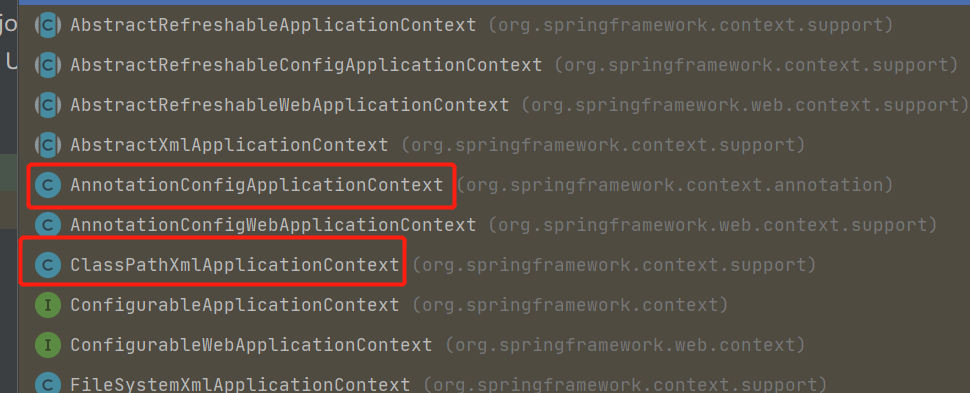 jo
U
C AbstractRefreshableApplicationContext (org.springframework.context.support)
C AbstractRefreshableConfigApplicationContext (org.springframework.context.support)
C AbstractRefreshableWebApplicationContext (org.springframework.web.context.support)
C AbstractXmlApplicationContext (org.springframework.context.support)
C AnnotationConfigApplicationContext (org.springframework.context.annotation)
C AnnotationConfigWebApplicationContext (org.springframework.web.context.support)
C ClassPathXmlApplicationContext (org.springframework.context.support)
I ConfigurableApplicationContext (org.springframework.context)
I ConfigurableWebApplicationContext (org.springframework.web.context)
C FileSystemXmlApplicationContext (org.springframework.context.support)